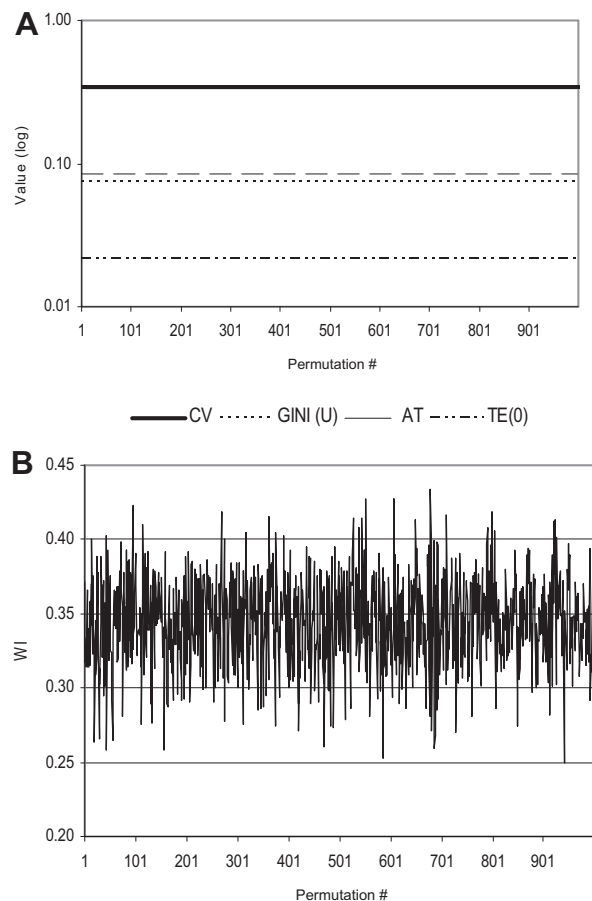 A
1.00
0.10
0.01
Value (log)
1 101 201 301 401 501 601 701 801 901
Permutation #
CV GINI (U) AT TE(0)
B
0.45
0.40
0.35
0.30
0.25
0.20
WI
1 101 201 301 401 501 601 701 801 901
Permutation #